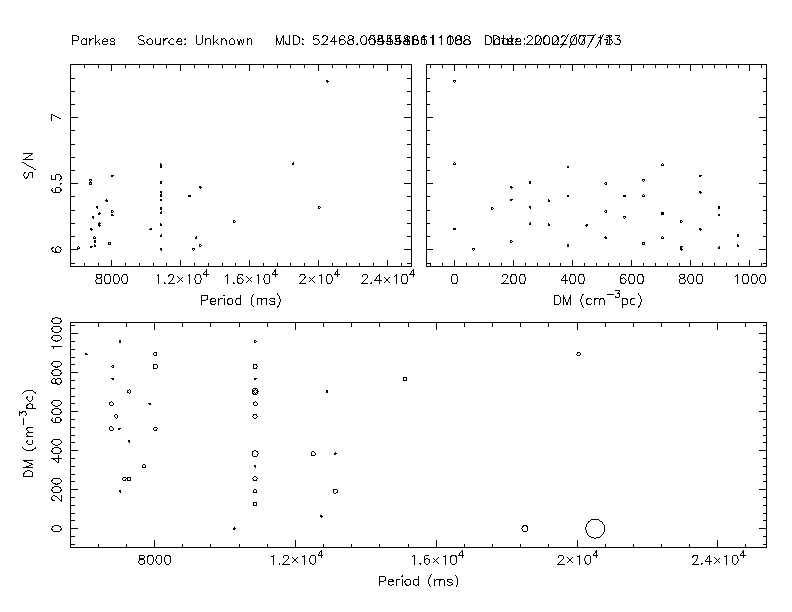 Parkes Source: Unknown MJD: Date:
S/N
7
6.5
6
8000 1.2×10⁴ 1.6×10⁴ 2×10⁴ 2.4×10⁴
Period (ms)
0 200 400 600 800 1000
DM (cm⁻³pc)
DM (cm⁻³pc)
1000
800
600
400
200
0
8000 1.2×10⁴ 1.6×10⁴ 2×10⁴ 2.4×10⁴
Period (ms)